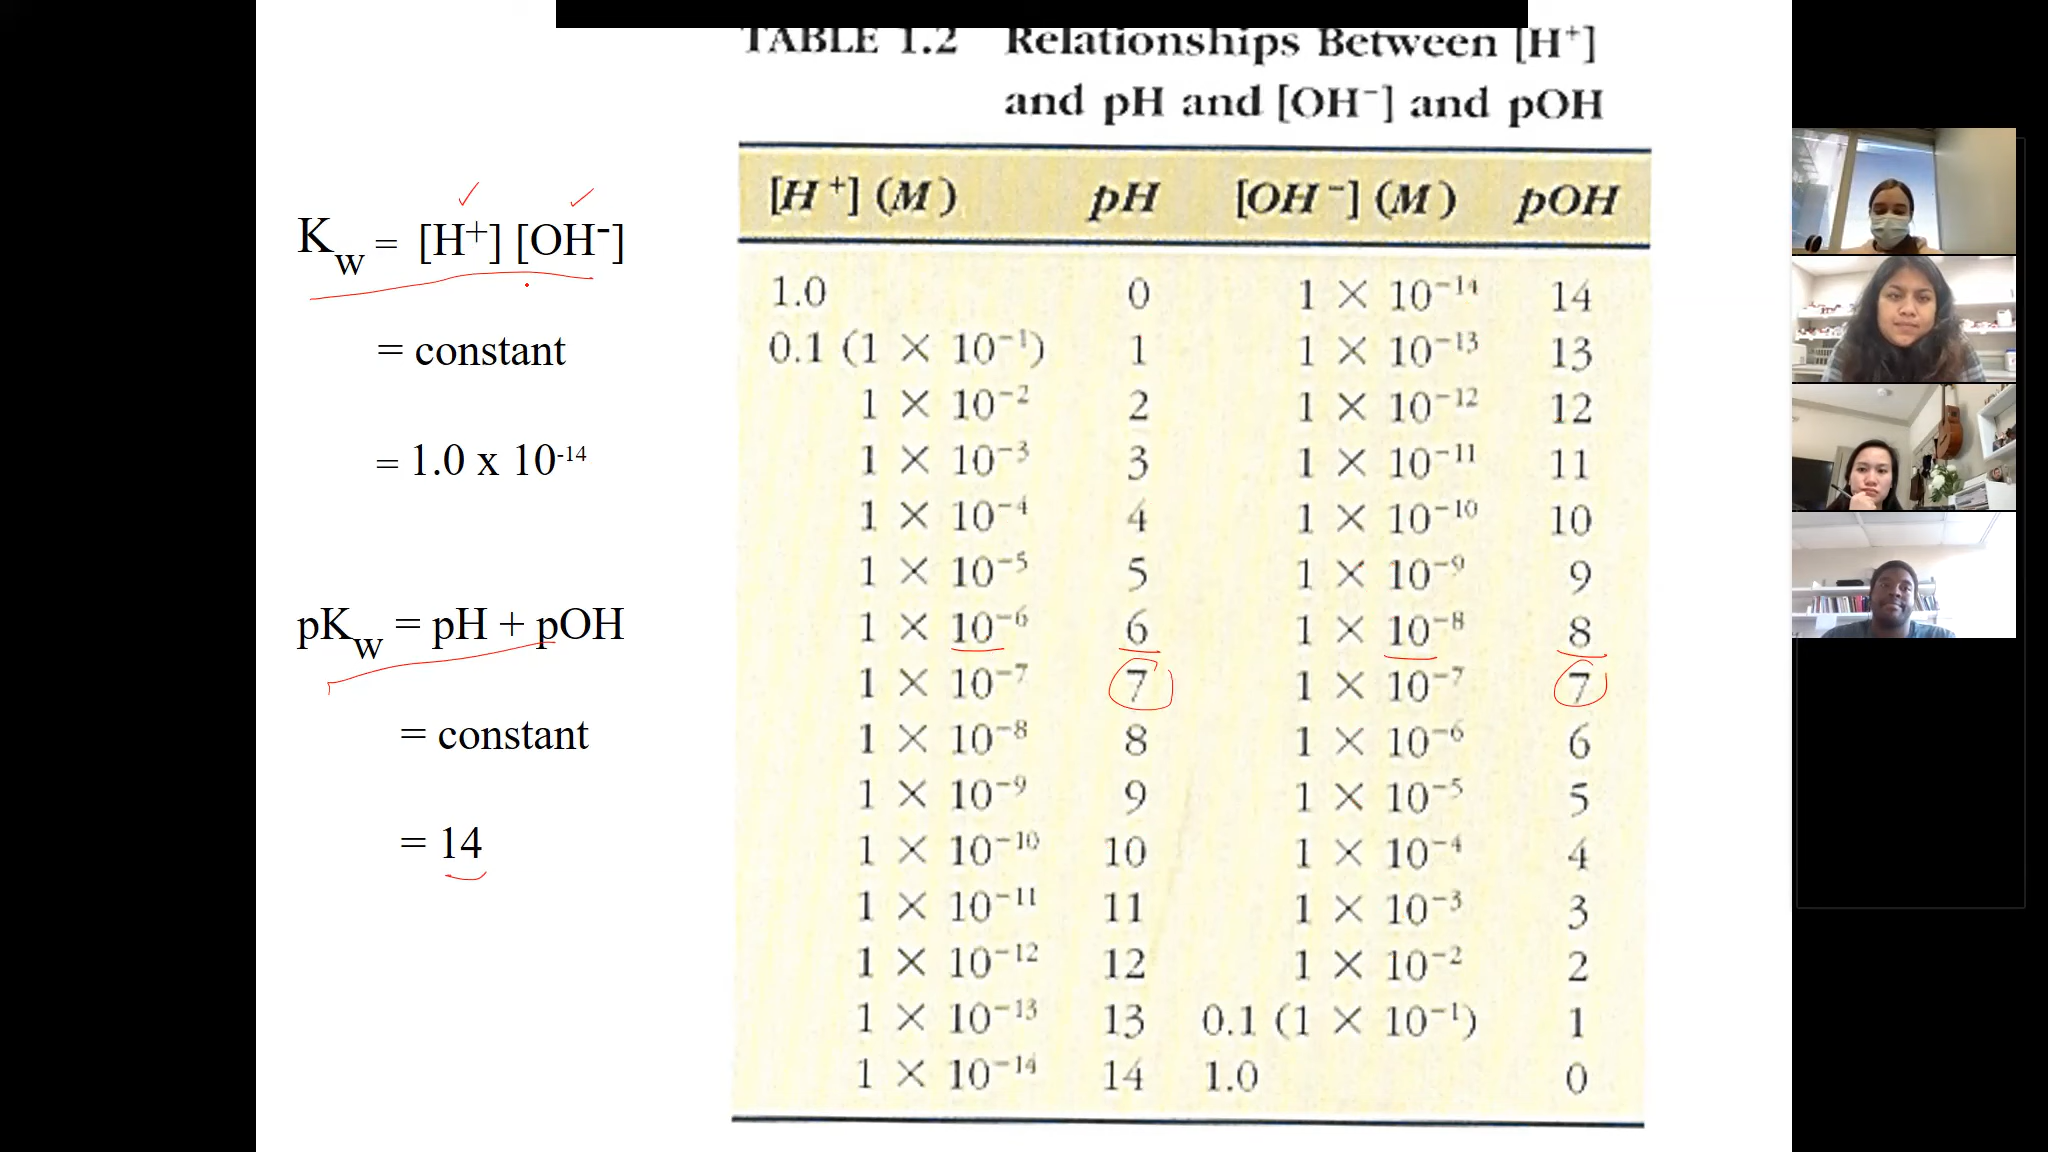 TABLE 1.2 Relationships Between [H⁺]
and pH and [OH⁻] and pOH
K_w = [H⁺] [OH⁻]
= constant
= 1.0 x 10⁻¹⁴
pK_w = pH + pOH
= constant
= 14
[H⁺] (M) pH [OH⁻] (M) pOH
1.0 0 1 × 10⁻¹⁴ 14
0.1 (1 × 10⁻¹) 1 1 × 10⁻¹³ 13
1 × 10⁻² 2 1 × 10⁻¹² 12
1 × 10⁻³ 3 1 × 10⁻¹¹ 11
1 × 10⁻⁴ 4 1 × 10⁻¹⁰ 10
1 × 10⁻⁵ 5 1 × 10⁻⁹ 9
1 × 10⁻⁶ 6 1 × 10⁻⁸ 8
1 × 10⁻⁷ 7 1 × 10⁻⁷ 7
1 × 10⁻⁸ 8 1 × 10⁻⁶ 6
1 × 10⁻⁹ 9 1 × 10⁻⁵ 5
1 × 10⁻¹⁰ 10 1 × 10⁻⁴ 4
1 × 10⁻¹¹ 11 1 × 10⁻³ 3
1 × 10⁻¹² 12 1 × 10⁻² 2
1 × 10⁻¹³ 13 0.1 (1 × 10⁻¹) 1
1 × 10⁻¹⁴ 14 1.0 0